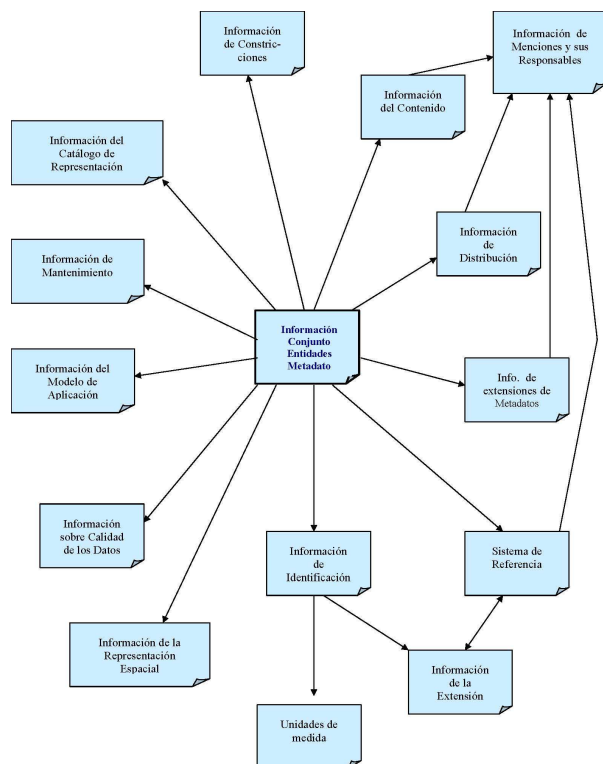 Información
de Constric-
ciones
Información de
Menciones y sus
Responsables
Información
del Contenido
Información del
Catálogo de
Representación
Información
de
Distribución
Información de
Mantenimiento
Información
Conjunto
Entidades
Metadato
Información del
Modelo de
Aplicación
Info. de
extensiones de
Metadatos
Información
sobre Calidad
de los Datos
Información
de
Identificación
Sistema de
Referencia
Información de la
Representación
Espacial
Información
de la
Extensión
Unidades de
medida